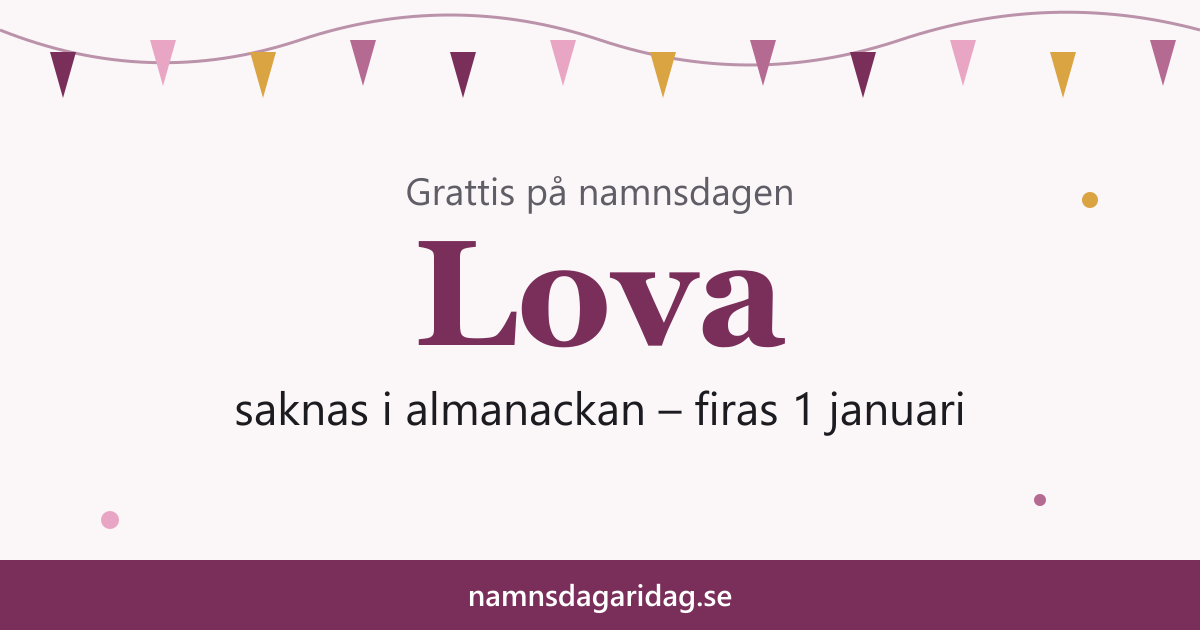 Grattis på namnsdagen
Lova
saknas i almanackan – firas 1 januari
namnsdagaridag.se